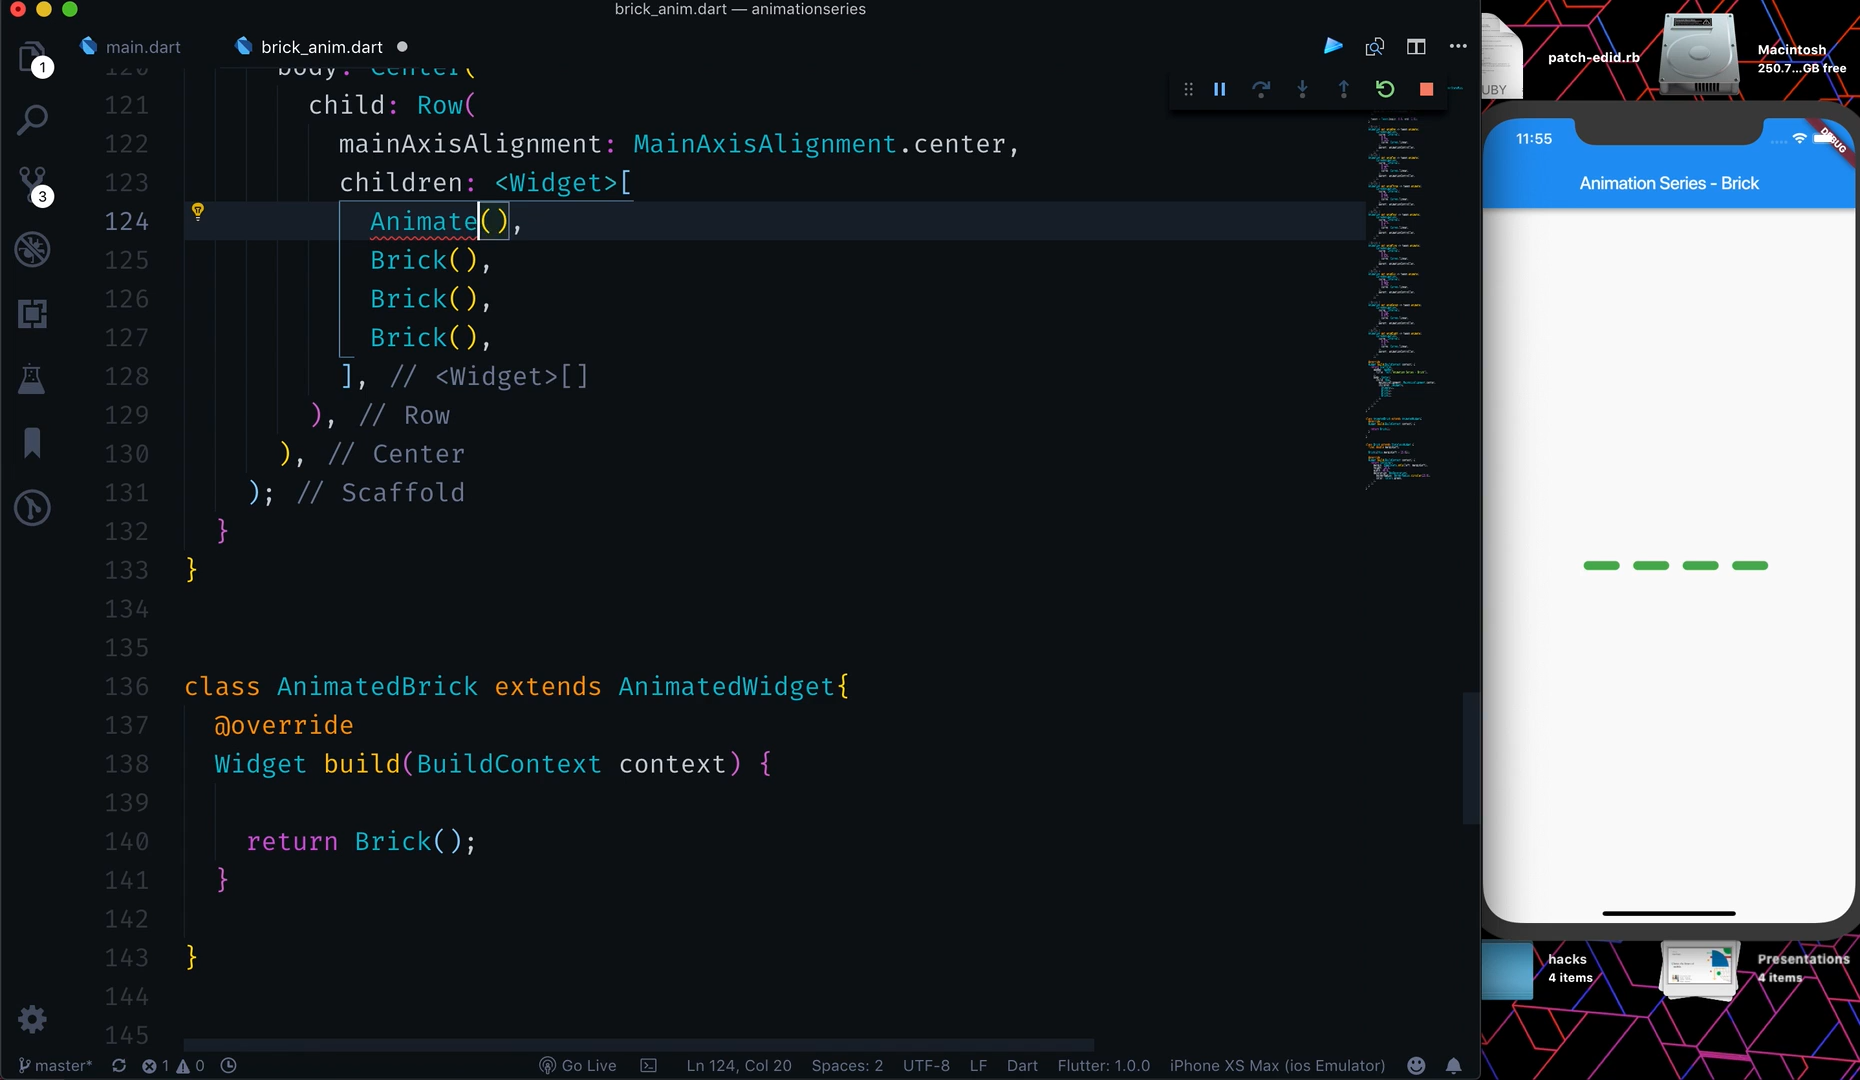 brick_anim.dart — animationseries
main.dart
brick_anim.dart
1
3
120 body: Center(
121 child: Row(
122 mainAxisAlignment: MainAxisAlignment.center,
123 children: <Widget>[
124 Animate(),
125 Brick(),
126 Brick(),
127 Brick(),
128 ], // <Widget>[]
129 ), // Row
130 ), // Center
131 ); // Scaffold
132 }
133 }
134
135
136 class AnimatedBrick extends AnimatedWidget{
137 @override
138 Widget build(BuildContext context) {
139
140 return Brick();
141 }
142
143 }
144
145
master* 1 0 Go Live Ln 124, Col 20 Spaces: 2 UTF-8 LF Dart Flutter: 1.0.0 iPhone XS Max (ios Emulator)
UBY
patch-edid.rb
Macintosh
250.7...GB free
11:55
DEBUG
Animation Series - Brick
hacks
4 items
Presentations
4 items